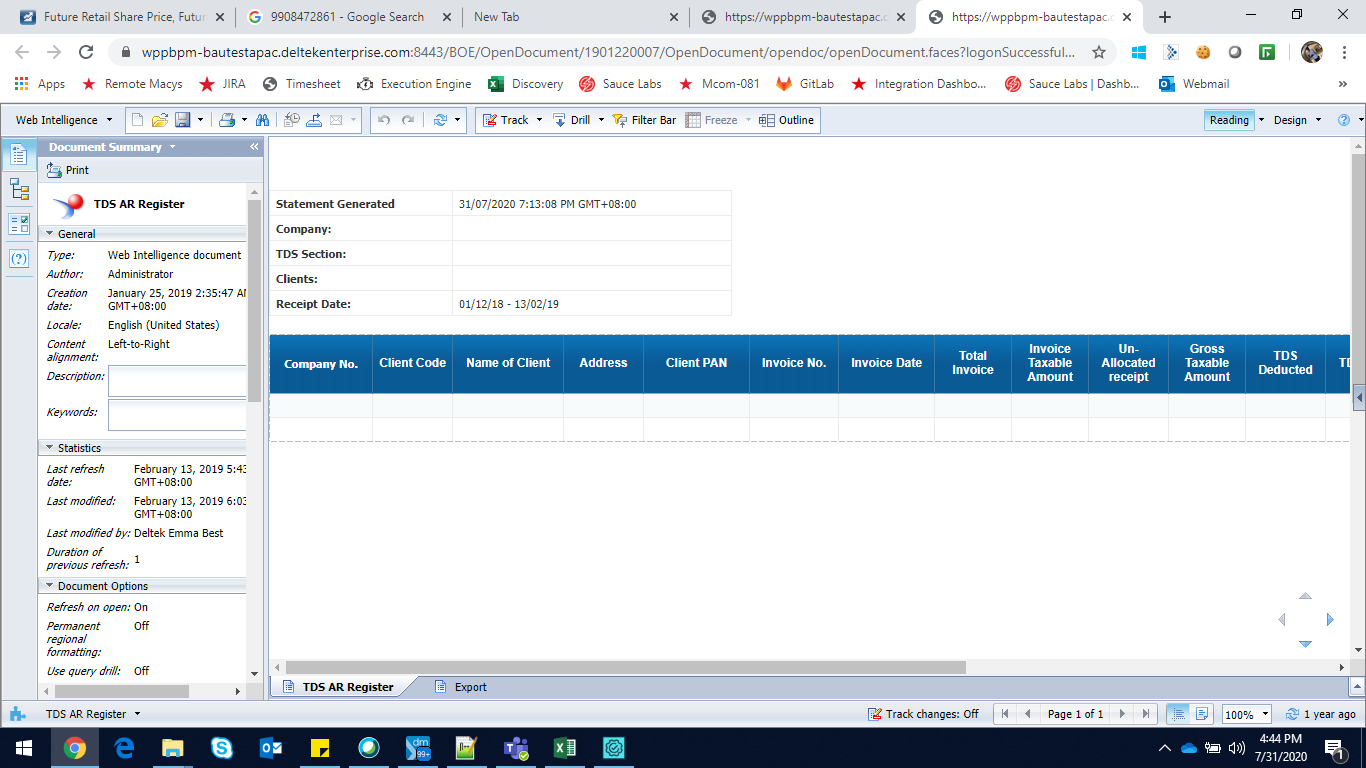 Future Retail Share Price, Futur
9908472861 - Google Search
New Tab
https://wppbpm-bautestapac.c
https://wppbpm-bautestapac.c
wppbpm-bautestapac.deltekenterprise.com:8443/BOE/OpenDocument/1901220007/OpenDocument/opendoc/openDocument.faces?logonSuccessful...
Apps
Remote Macys
JIRA
Timesheet
Execution Engine
Discovery
Sauce Labs
Mcom-081
GitLab
Integration Dashbo...
Sauce Labs | Dashb...
Webmail
Web Intelligence
Track
Drill
Filter Bar
Freeze
Outline
Reading
Design
Document Summary
Print
TDS AR Register
General
Type: Web Intelligence document
Author: Administrator
Creation date: January 25, 2019 2:35:47 AM
GMT+08:00
Locale: English (United States)
Content alignment: Left-to-Right
Description:
Keywords:
Statistics
Last refresh date: February 13, 2019 5:43
GMT+08:00
Last modified: February 13, 2019 6:03
GMT+08:00
Last modified by: Deltek Emma Best
Duration of previous refresh: 1
Document Options
Refresh on open: On
Permanent regional formatting: Off
Use query drill: Off
Statement Generated 31/07/2020 7:13:08 PM GMT+08:00
Company:
TDS Section:
Clients:
Receipt Date: 01/12/18 - 13/02/19
Company No.
Client Code
Name of Client
Address
Client PAN
Invoice No.
Invoice Date
Total Invoice
Invoice Taxable Amount
Un-Allocated receipt
Gross Taxable Amount
TDS Deducted
TDS AR Register
Export
TDS AR Register
Track changes: Off
Page 1 of 1
100%
1 year ago
dm
99+
4:44 PM
7/31/2020
1